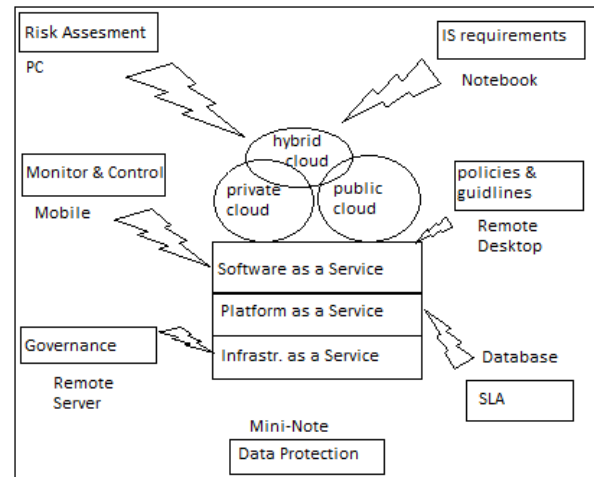 Risk Assesment
IS requirements
PC
Notebook
hybrid
cloud
Monitor & Control
private
cloud
public
cloud
policies &
guidlines
Mobile
Remote
Desktop
Software as a Service
Platform as a Service
Governance
Infrastr. as a Service
Database
Remote
Server
SLA
Mini-Note
Data Protection